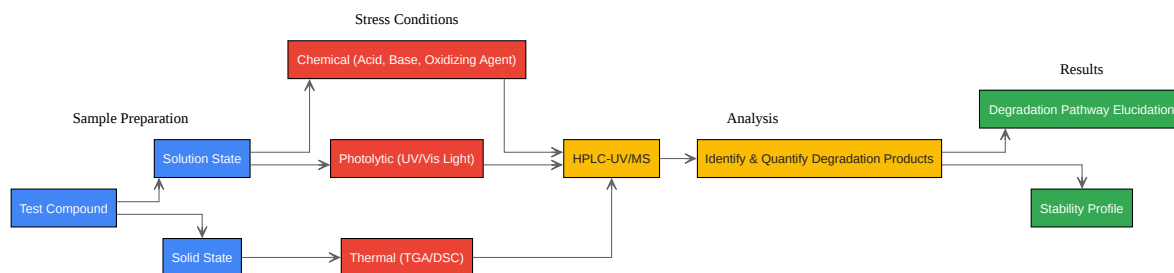 Stress Conditions
Chemical (Acid, Base, Oxidizing Agent)
Results
Degradation Pathway Elucidation
Sample Preparation
Analysis
Solution State
Photolytic (UV/Vis Light)
HPLC-UV/MS
Identify & Quantify Degradation Products
Test Compound
Stability Profile
Solid State
Thermal (TGA/DSC)